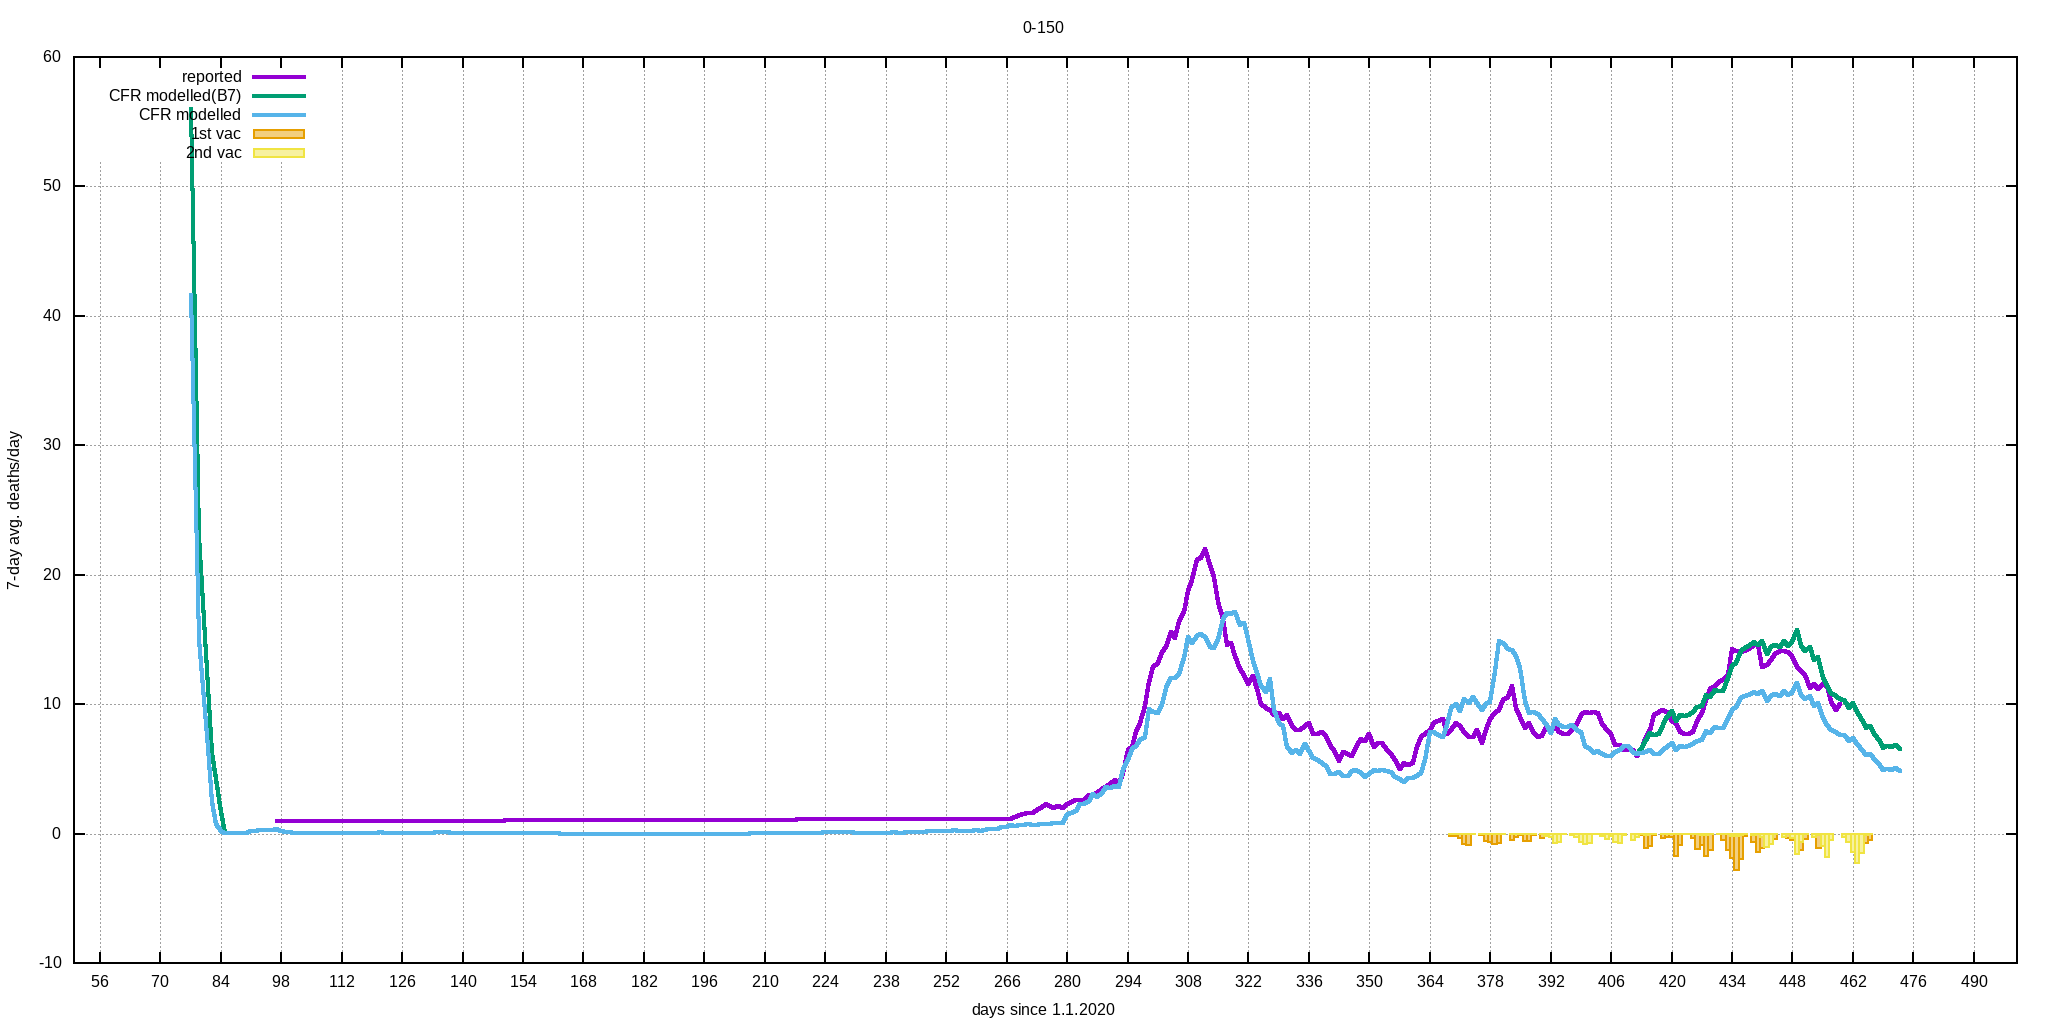 0-150
60
reported
CFR modelled(B7)
CFR modelled
1st vac
2nd vac
50
40
30
20
10
0
-10
7-day avg. deaths/day
56 70 84 98 112 126 140 154 168 182 196 210 224 238 252 266 280 294 308 322 336 350 364 378 392 406 420 434 448 462 476 490
days since 1.1.2020